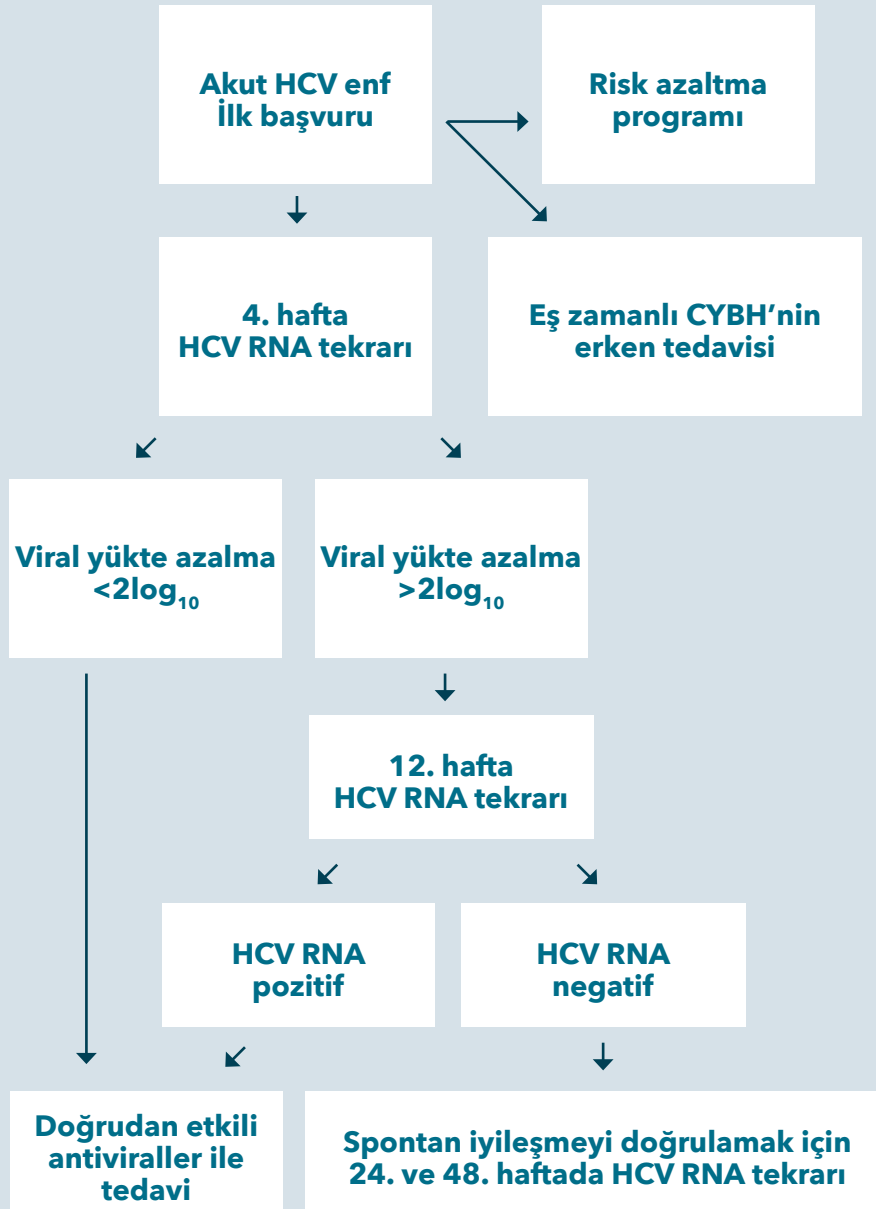 Akut HCV enf
İlk başvuru
Risk azaltma
programı
4. hafta
HCV RNA tekrarı
Eş zamanlı CYBH’nin
erken tedavisi
Viral yükte azalma
<2log₁₀
Viral yükte azalma
>2log₁₀
12. hafta
HCV RNA tekrarı
HCV RNA
pozitif
HCV RNA
negatif
Doğrudan etkili
antiviraller ile
tedavi
Spontan iyileşmeyi doğrulamak için
24. ve 48. haftada HCV RNA tekrarı